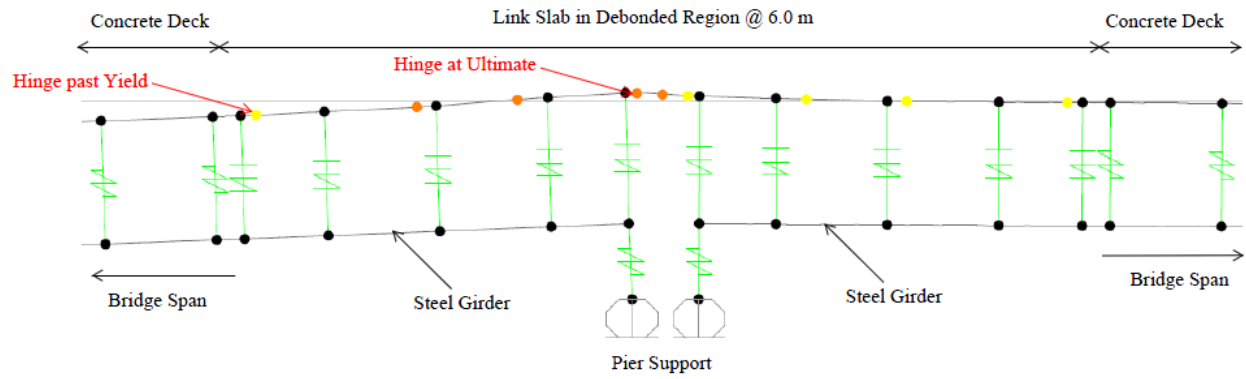 Concrete Deck
Link Slab in Debonded Region @ 6.0 m
Concrete Deck
Hinge past Yield
Hinge at Ultimate
Bridge Span
Steel Girder
Steel Girder
Bridge Span
Pier Support